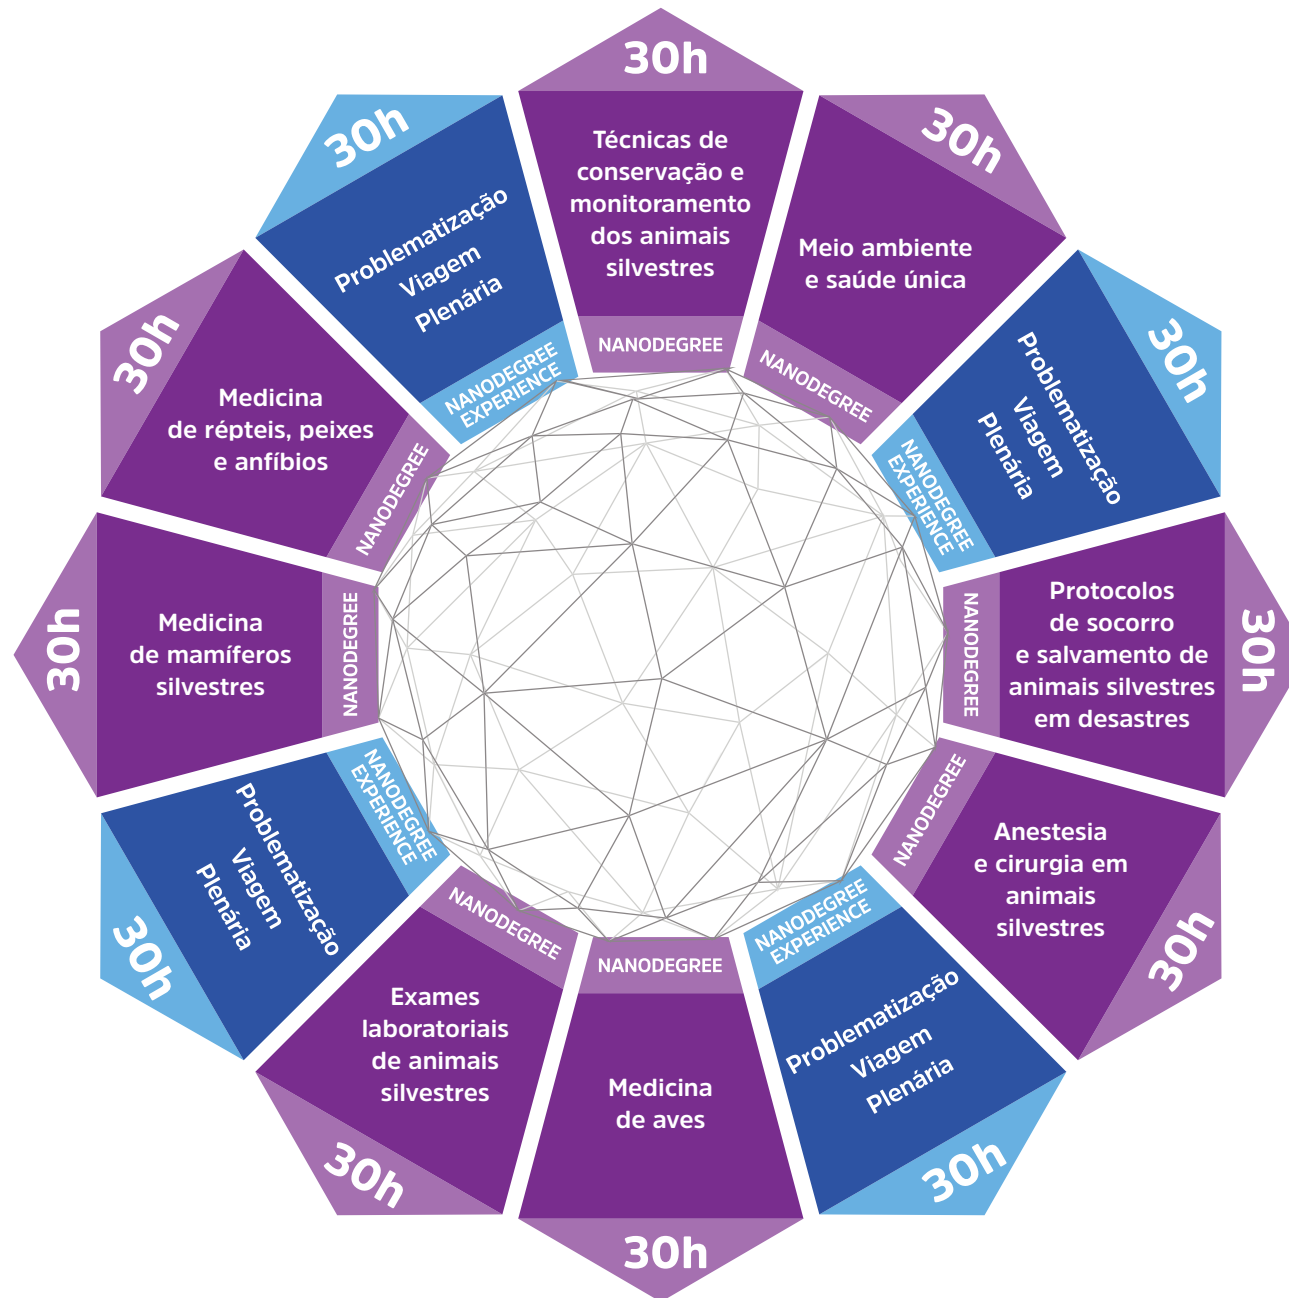 30h
Técnicas de
conservação e
monitoramento
dos animais
silvestres
NANODEGREE
30h
Meio ambiente
e saúde única
NANODEGREE
30h
Problematização
Viagem
Plenária
NANODEGREE
EXPERIENCE
30h
Protocolos
de socorro
e salvamento de
animais silvestres
em desastres
NANODEGREE
30h
Anestesia
e cirurgia em
animais
silvestres
NANODEGREE
30h
Problematização
Viagem
Plenária
NANODEGREE
EXPERIENCE
30h
Medicina
de aves
NANODEGREE
30h
Exames
laboratoriais
de animais
silvestres
NANODEGREE
30h
Problematização
Viagem
Plenária
NANODEGREE
EXPERIENCE
30h
Medicina
de mamíferos
silvestres
NANODEGREE
30h
Medicina
de répteis, peixes
e anfíbios
NANODEGREE
30h
Problematização
Viagem
Plenária
NANODEGREE
EXPERIENCE